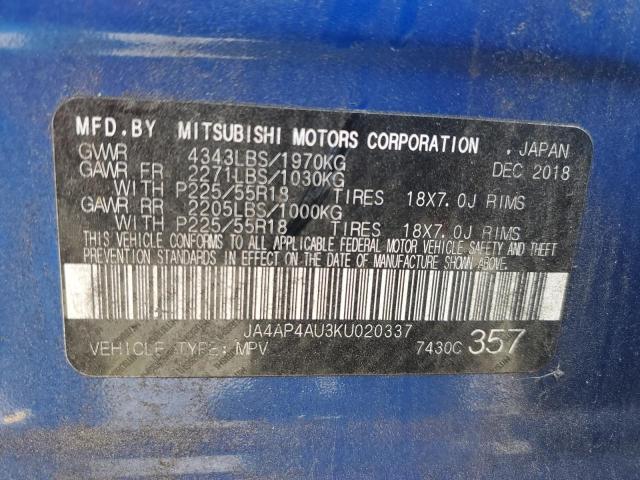 MFD.BY MITSUBISHI MOTORS CORPORATION . JAPAN
GVWR 4343LBS/1970KG DEC 2018
GAWR FR 2271LBS/1030KG
WITH P225/55R18 TIRES 18X7.0J RIMS
GAWR RR 2205LBS/1000KG
WITH P225/55R18 TIRES 18X7.0J RIMS
THIS VEHICLE CONFORMS TO ALL APPLICABLE FEDERAL MOTOR VEHICLE SAFETY AND THEFT
PREVENTION STANDARDS IN EFFECT ON THE DATE OF MANUFACTURE SHOWN ABOVE.
JA4AP4AU3KU020337
VEHICLE TYPE: MPV 7430C 357